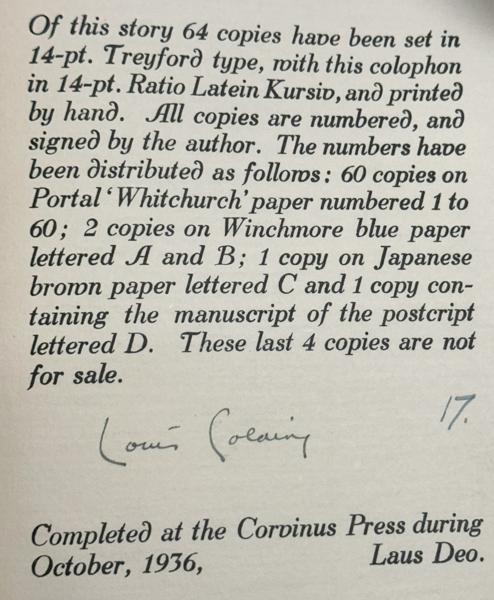 Of this story 64 copies have been set in
14-pt. Treyford type, with this colophon
in 14-pt. Ratio Latein Kursiv, and printed
by hand. All copies are numbered, and
signed by the author. The numbers have
been distributed as follows: 60 copies on
Portal ‘Whitchurch’ paper numbered 1 to
60; 2 copies on Winchmore blue paper
lettered A and B; 1 copy on Japanese
brown paper lettered C and 1 copy con-
taining the manuscript of the postcript
lettered D. These last 4 copies are not
for sale.
17.
Louis Golding
Completed at the Corvinus Press during
October, 1936, Laus Deo.